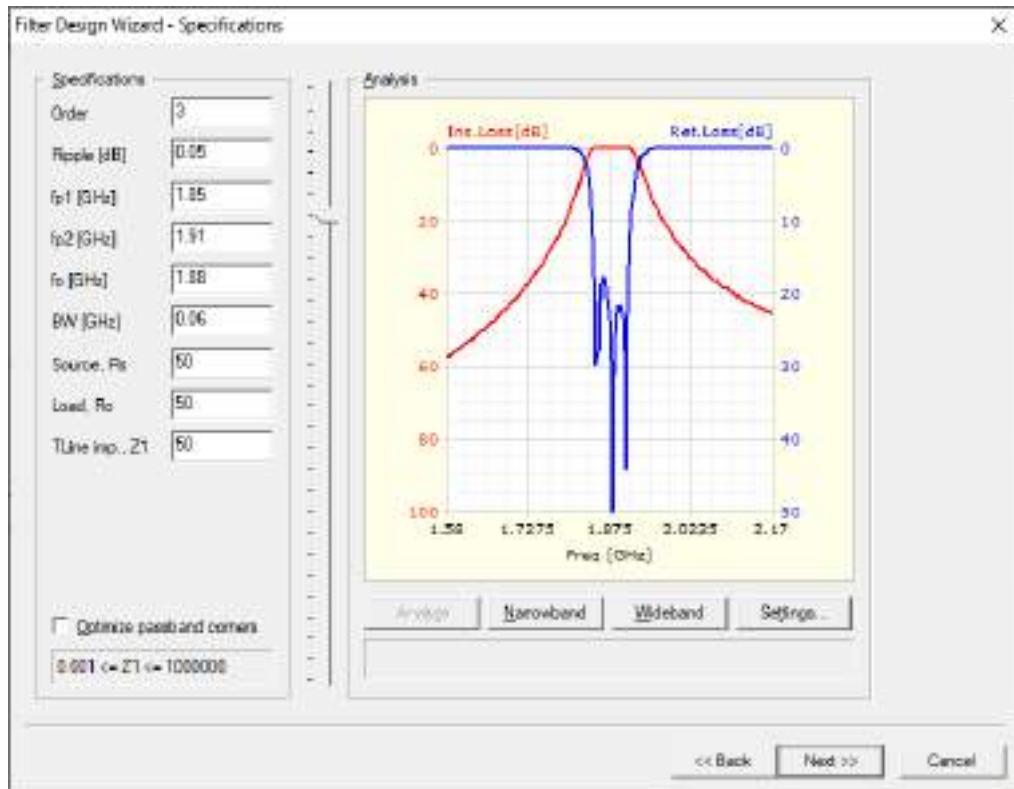 Filter Design Wizard - Specifications
Specifications
Order 3
Ripple [dB] 0.05
fp1 [GHz] 1.85
fp2 [GHz] 1.91
fo [GHz] 1.88
BW [GHz] 0.06
Source, Rs 50
Load, Ro 50
TLine imp., Z1 50
Optimize passband corners
0.001 <= Z1 <= 1000000
Analysis
Ins.Loss[dB] Ret.Loss[dB]
0 0
20 10
40 20
60 30
80 40
100 50
1.58 1.7275 1.875 2.0225 2.17
Freq [GHz]
Analyze Narrowband Wideband Settings...
<< Back Next >> Cancel